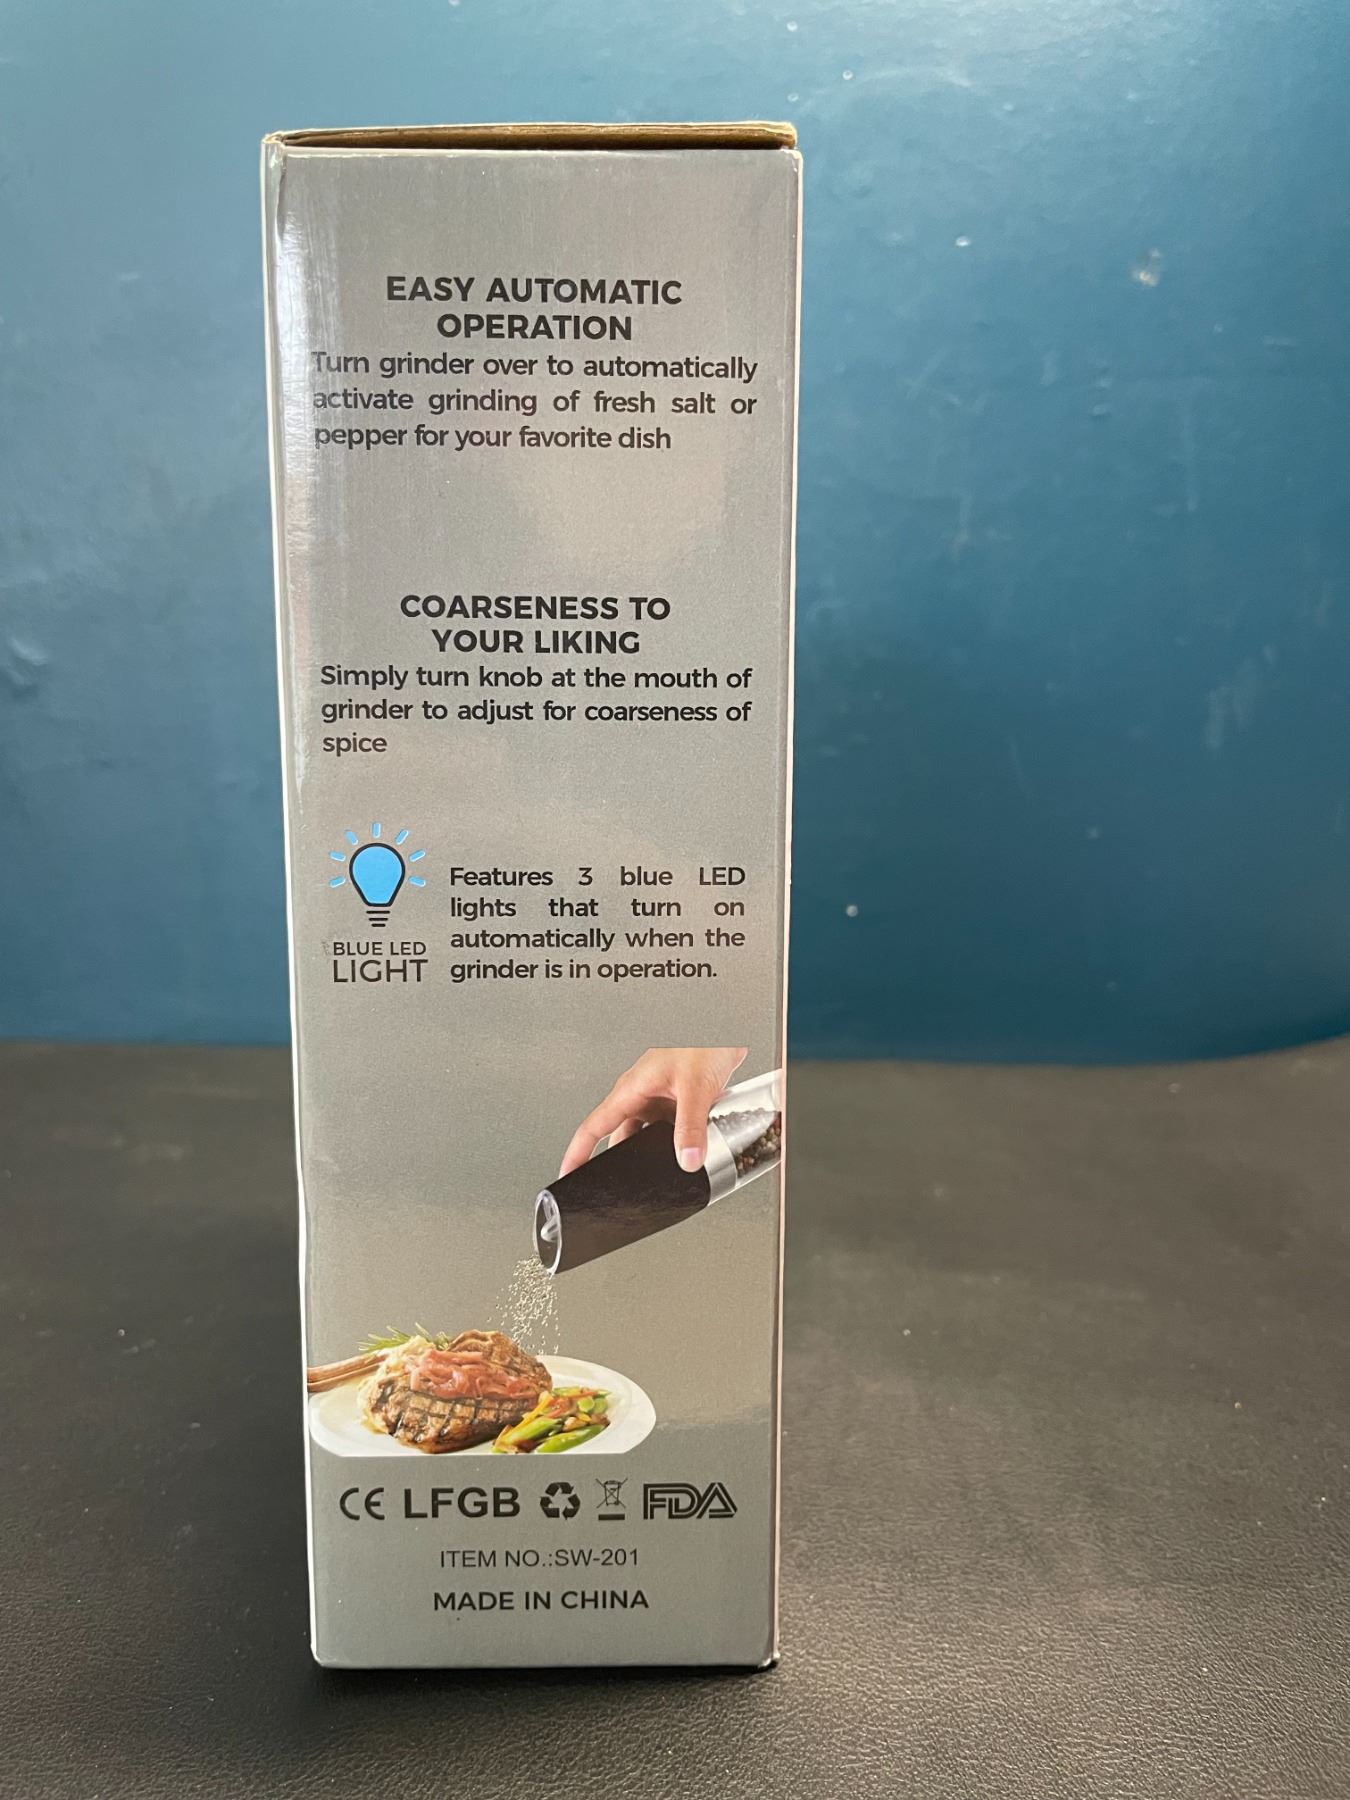 EASY AUTOMATIC
OPERATION
Turn grinder over to automatically
activate grinding of fresh salt or
pepper for your favorite dish
COARSENESS TO
YOUR LIKING
Simply turn knob at the mouth of
grinder to adjust for coarseness of
spice
BLUE LED
LIGHT
Features 3 blue LED
lights that turn on
automatically when the
grinder is in operation.
CE LFGB FDA
ITEM NO.:SW-201
MADE IN CHINA